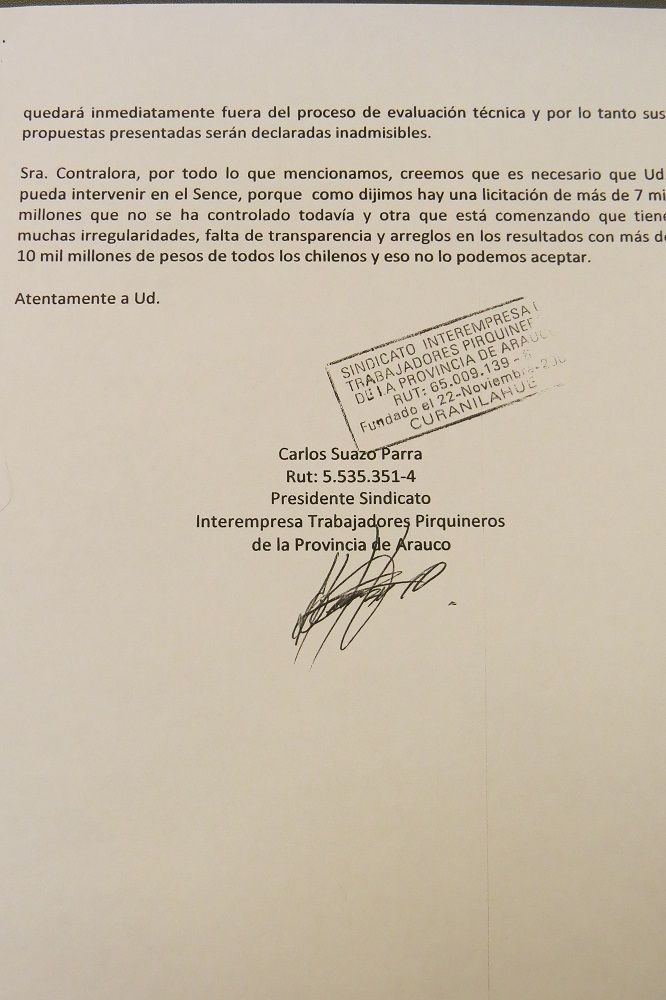 quedará inmediatamente fuera del proceso de evaluación técnica y por lo tanto sus
propuestas presentadas serán declaradas inadmisibles.
Sra. Contralora, por todo lo que mencionamos, creemos que es necesario que Ud.
pueda intervenir en el Sence, porque como dijimos hay una licitación de más de 7 mi
millones que no se ha controlado todavía y otra que está comenzando que tiene
muchas irregularidades, falta de transparencia y arreglos en los resultados con más de
10 mil millones de pesos de todos los chilenos y eso no lo podemos aceptar.
Atentamente a Ud.
SINDICATO INTEREMPRESA
TRABAJADORES PIRQUINER
DE LA PROVINCIA DE ARAUC
RUT: 65.009.139 -
Fundado el 22-Noviembre-
CURANILAHUE
Carlos Suazo Parra
Rut: 5.535.351-4
Presidente Sindicato
Interempresa Trabajadores Pirquineros
de la Provincia de Arauco